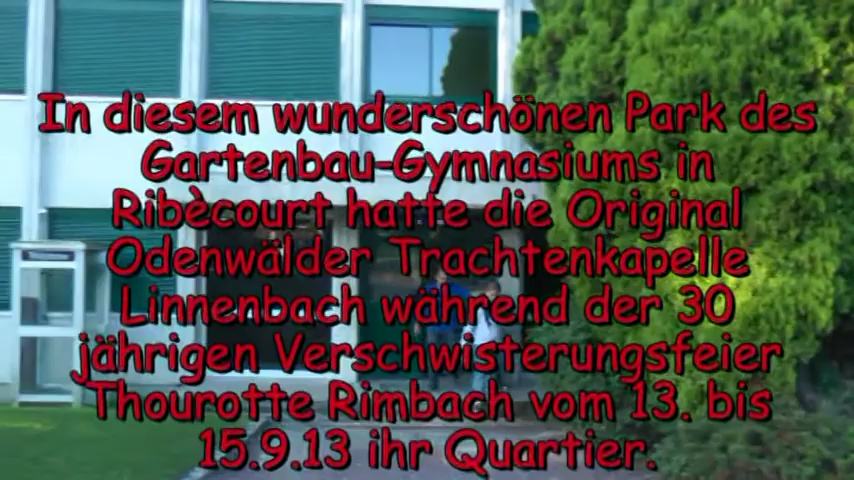 In diesem wunderschönen Park des
Gartenbau-Gymnasiums in
Ribècourt hatte die Original
Odenwälder Trachtenkapelle
Linnenbach während der 30
jährigen Verschwisterungsfeier
Thourotte Rimbach vom 13. bis
15.9.13 ihr Quartier.